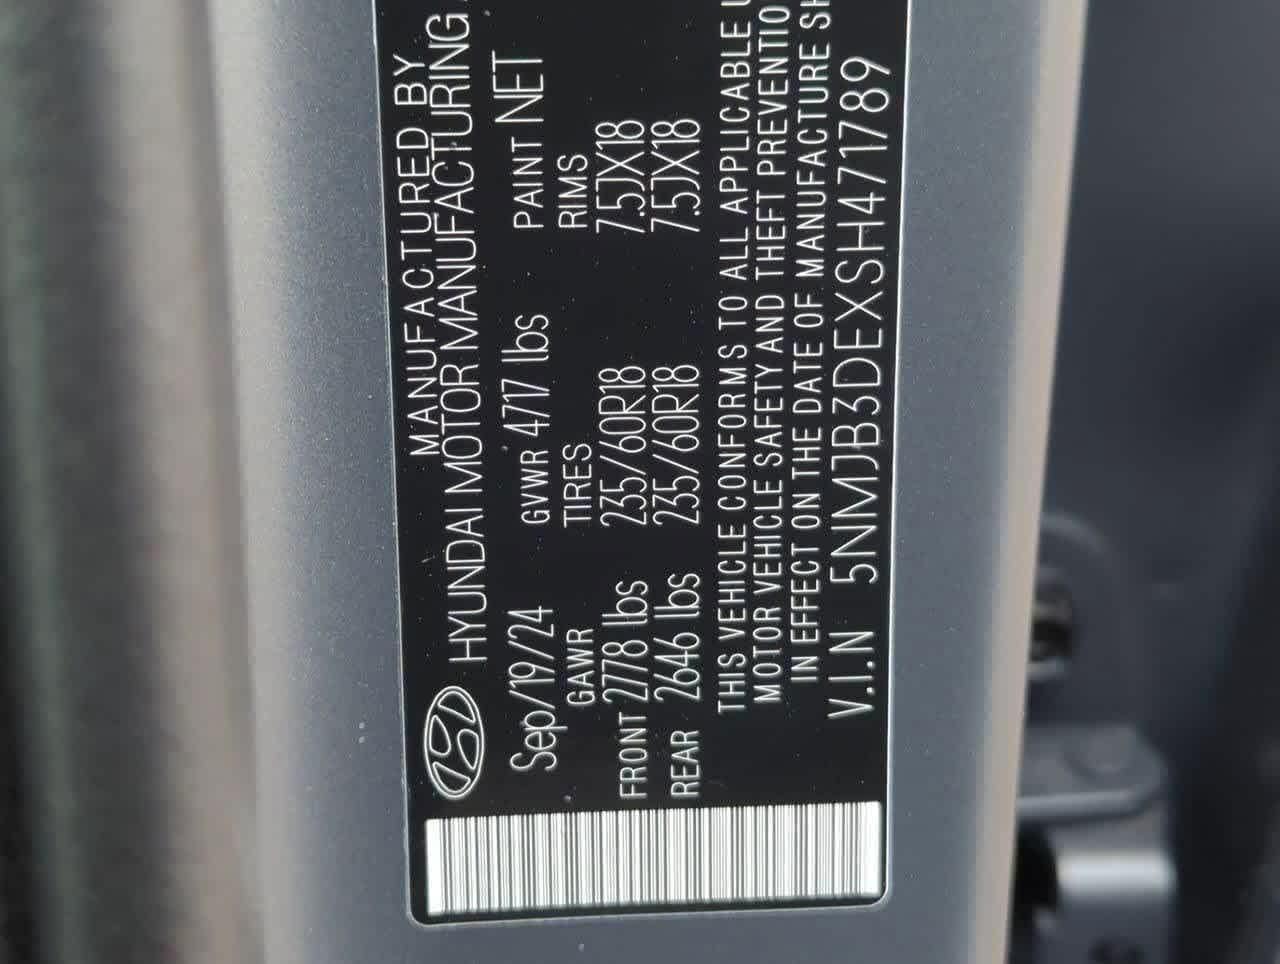 MANUFACTURED BY
HYUNDAI MOTOR MANUFACTURING
Sep/19/24 GVWR 4717 lbs PAINT NET
GAWR TIRES RIMS
FRONT 2778 lbs 235/60R18 7.5JX18
REAR 2646 lbs 235/60R18 7.5JX18
THIS VEHICLE CONFORMS TO ALL APPLICABLE
MOTOR VEHICLE SAFETY AND THEFT PREVENTIO
IN EFFECT ON THE DATE OF MANUFACTURE SH
V.I.N 5NMJB3DEXSH471789